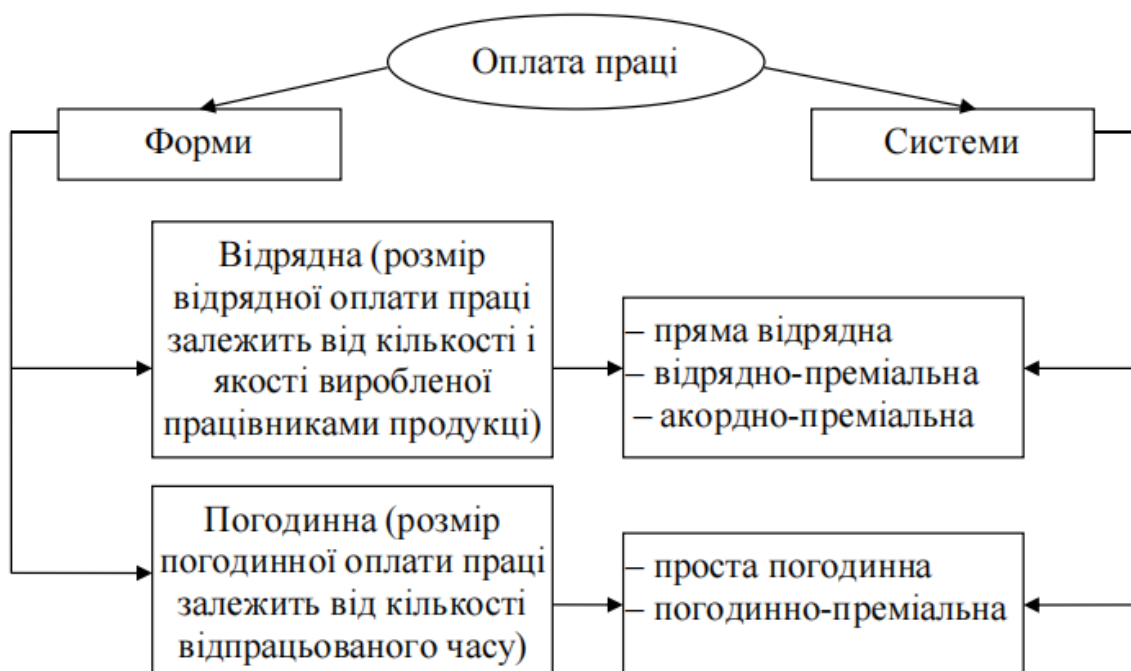 Оплата праці
Форми
Системи
Відрядна (розмір
відрядної оплати праці
залежить від кількості і
якості виробленої
працівниками продукці)
– пряма відрядна
– відрядно-преміальна
– акордно-преміальна
Погодинна (розмір
погодинної оплати праці
залежить від кількості
відпрацьованого часу)
– проста погодинна
– погодинно-преміальна